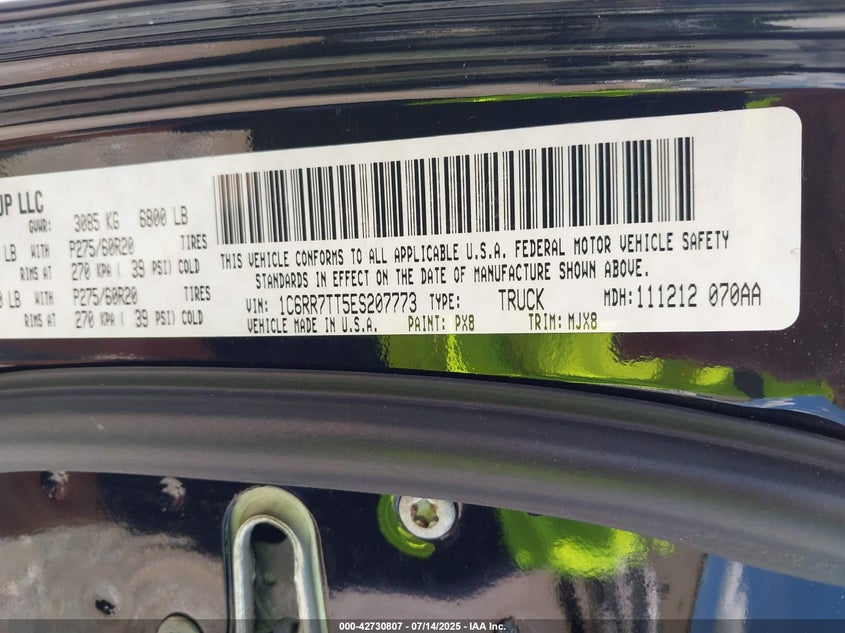 UP LLC
GVWR: 3085 KG 6800 LB
LB WITH P275/60R20 TIRES
RIMS AT 270 KPA ( 39 PSI) COLD
LB WITH P275/60R20 TIRES
RIMS AT 270 KPA ( 39 PSI) COLD
THIS VEHICLE CONFORMS TO ALL APPLICABLE U.S.A. FEDERAL MOTOR VEHICLE SAFETY
STANDARDS IN EFFECT ON THE DATE OF MANUFACTURE SHOWN ABOVE.
VIN: 1C6RR7TT5ES207773 TYPE: TRUCK MDH: 111212 070AA
VEHICLE MADE IN U.S.A. PAINT: PX8 TRIM: MJX8
000-42730807 - 07/14/2025 - IAA Inc.